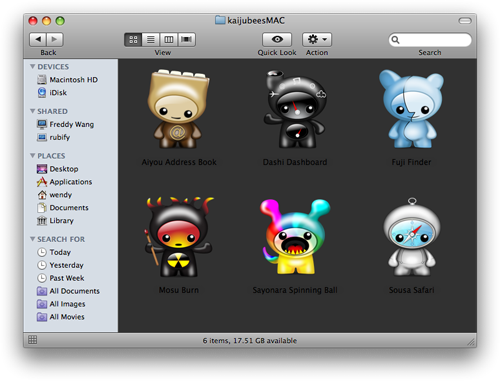 kaijubeesMAC
Back
View
Quick Look
Action
Search
DEVICES
Macintosh HD
iDisk
SHARED
Freddy Wang
rubify
PLACES
Desktop
Applications
wendy
Documents
Library
SEARCH FOR
Today
Yesterday
Past Week
All Documents
All Images
All Movies
Aiyou Address Book
Dashi Dashboard
Fuji Finder
Mosu Burn
Sayonara Spinning Ball
Sousa Safari
6 items, 17.51 GB available